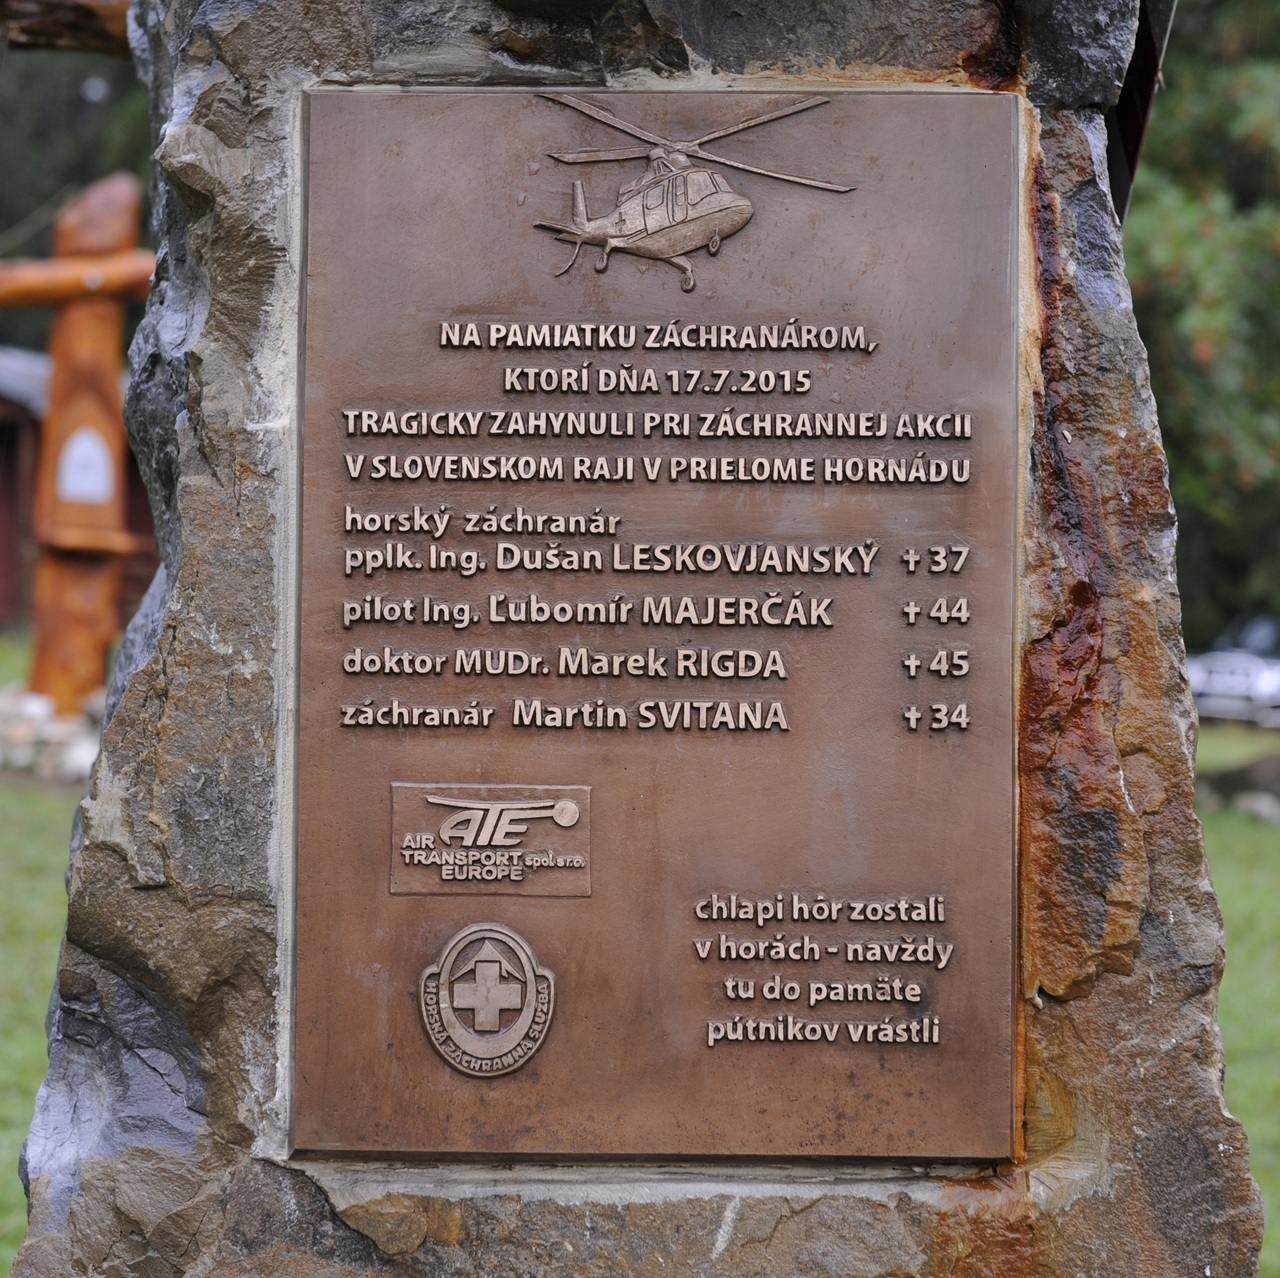 NA PAMIATKU ZÁCHRANÁROM,
KTORÍ DŇA 17.7.2015
TRAGICKY ZAHYNULI PRI ZÁCHRANNEJ AKCII
V SLOVENSKOM RAJI V PRIELOME HORNÁDU
horský záchranár
pplk. Ing. Dušan LESKOVJANSKÝ † 37
pilot Ing. Ľubomír MAJERČÁK † 44
doktor MUDr. Marek RIGDA † 45
záchranár Martin SVITANA † 34
ATE
AIR
TRANSPORT spol. s r.o.
EUROPE
HORSKÁ ZÁCHRANNÁ SLUŽBA
chlapi hôr zostali
v horách - navždy
tu do pamäte
pútnikov vrástli